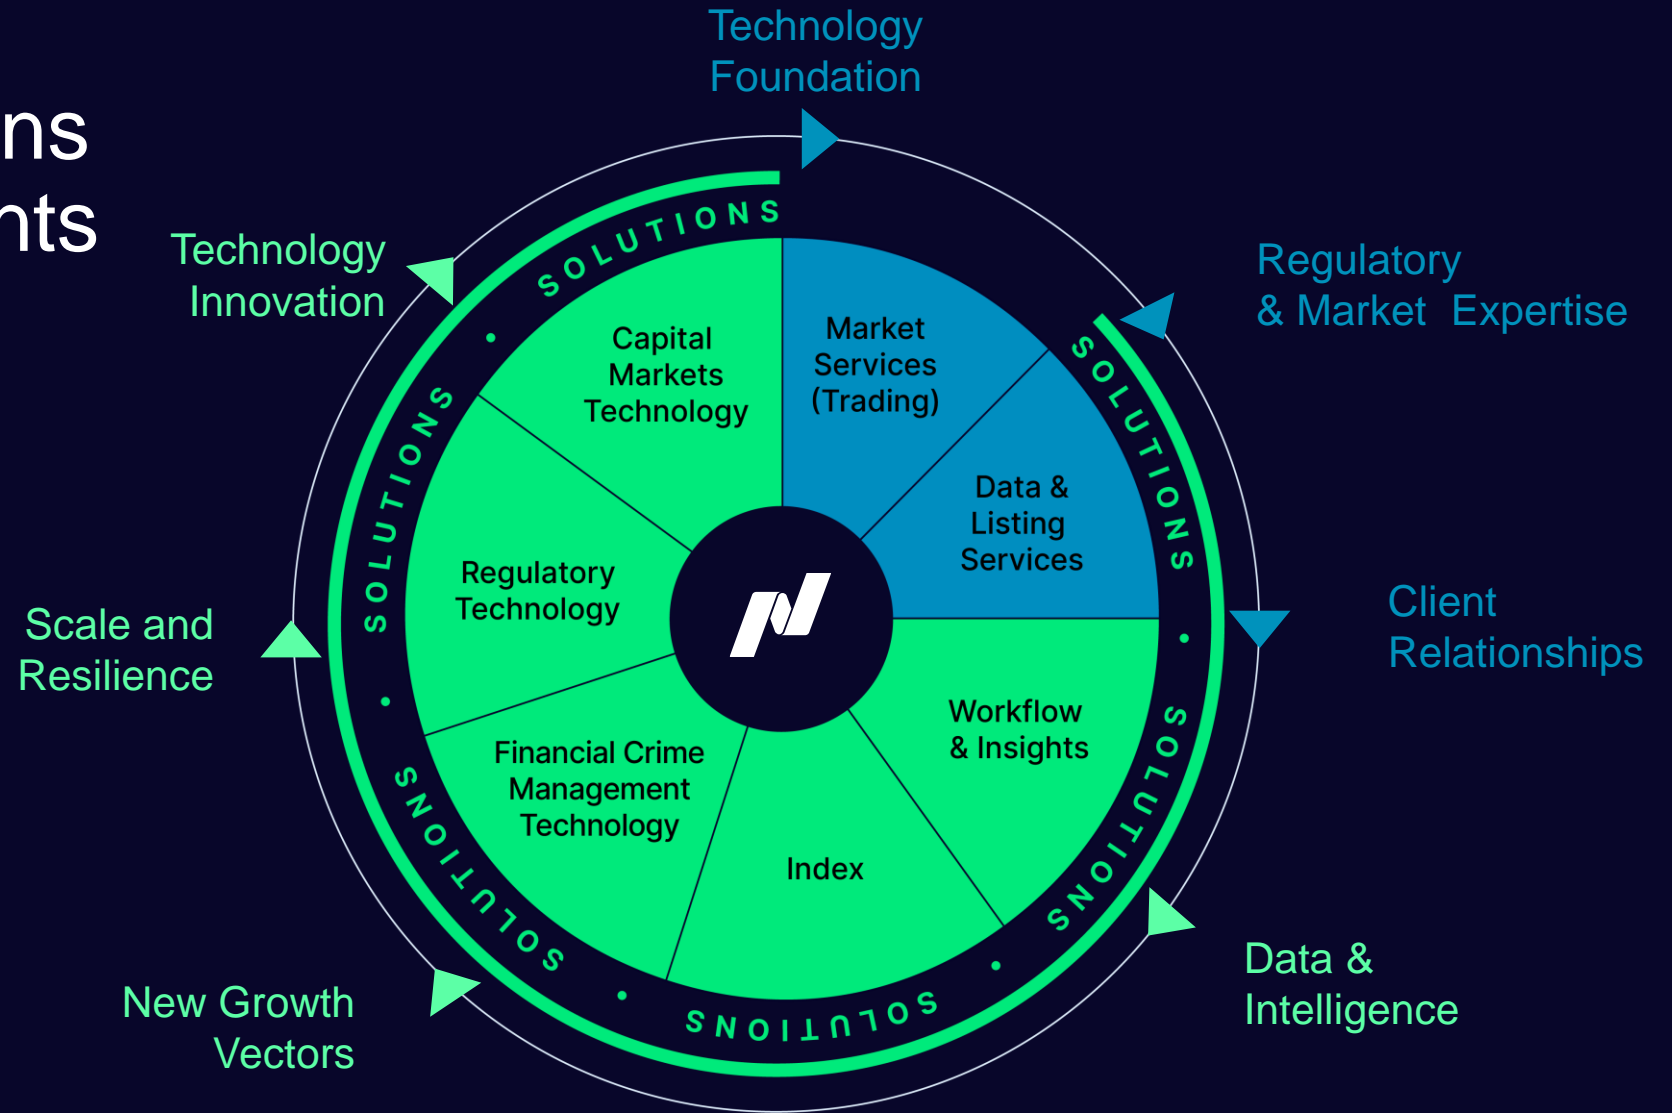 Technology
Foundation
ns
nts
Technology
Innovation
Regulatory
& Market Expertise
SOLUTIONS
SOLUTIONS
SOLUTIONS
Capital
Markets
Technology
Market
Services
(Trading)
Data &
Listing
Services
Regulatory
Technology
Client
Relationships
Scale and
Resilience
Workflow
& Insights
Financial Crime
Management
Technology
Index
SOLUTIONS
SOLUTIONS
SOLUTIONS
Data &
Intelligence
New Growth
Vectors